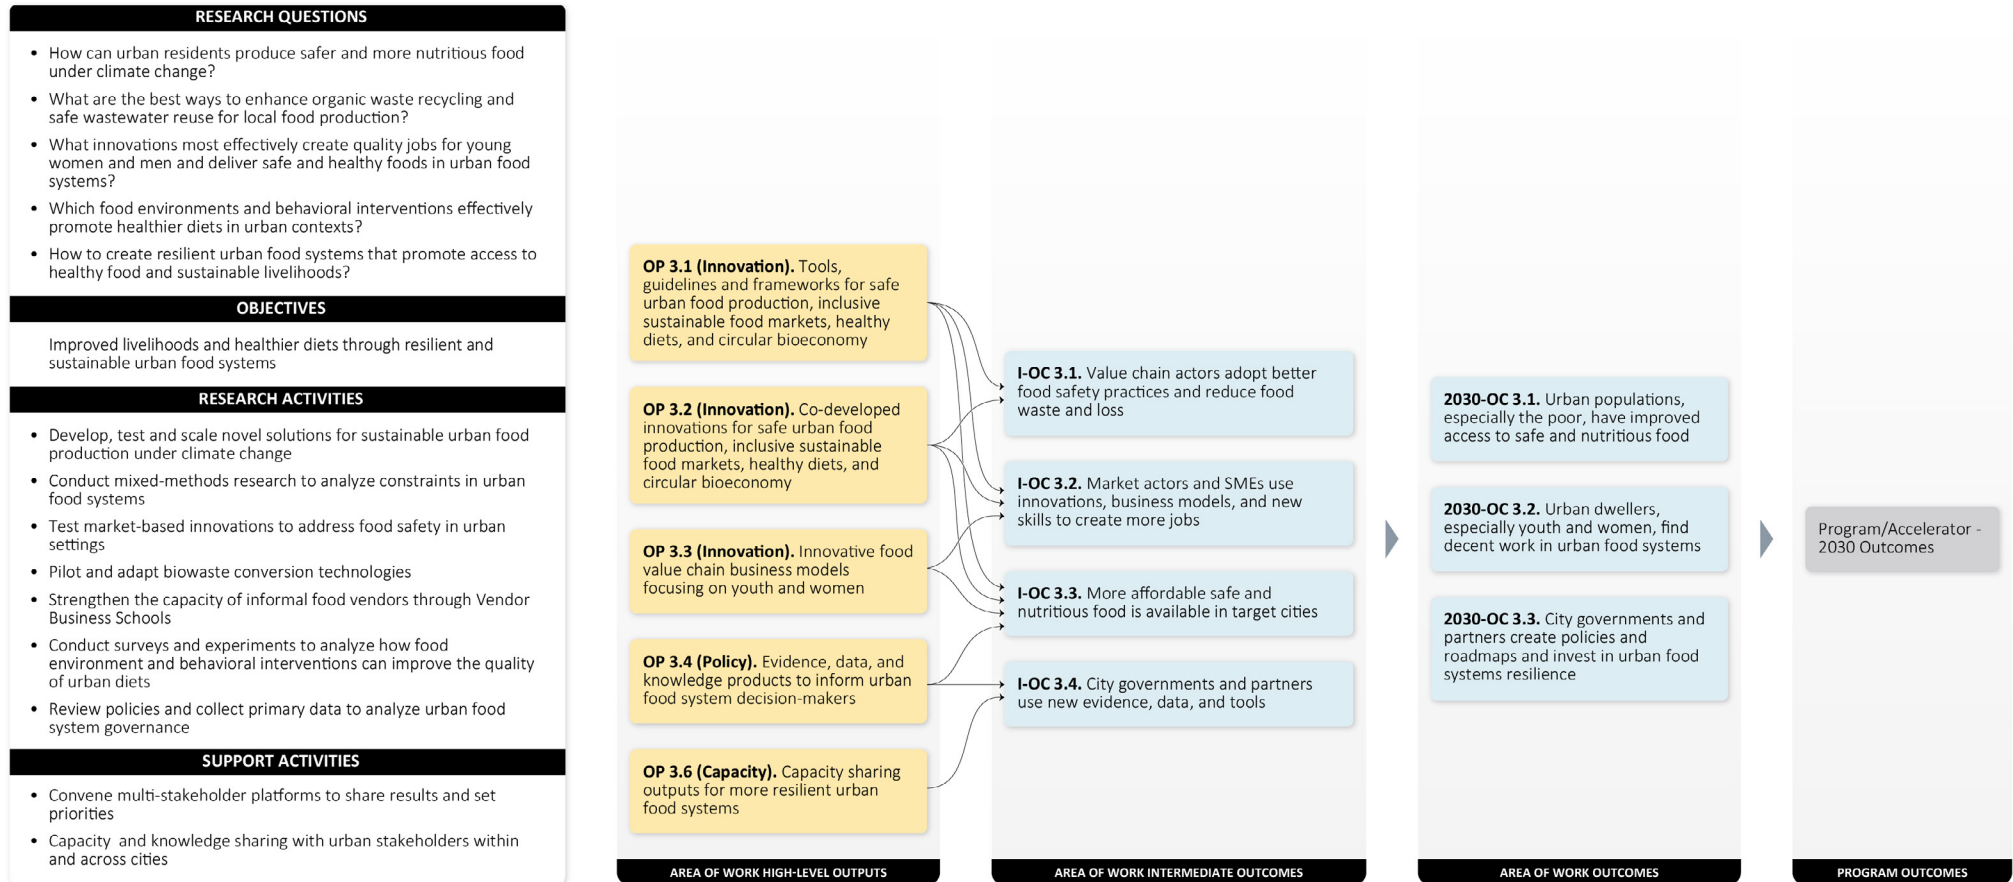 RESEARCH QUESTIONS
• How can urban residents produce safer and more nutritious food
under climate change?
• What are the best ways to enhance organic waste recycling and
safe wastewater reuse for local food production?
• What innovations most effectively create quality jobs for young
women and men and deliver safe and healthy foods in urban food
systems?
• Which food environments and behavioral interventions effectively
promote healthier diets in urban contexts?
• How to create resilient urban food systems that promote access to
healthy food and sustainable livelihoods?
OBJECTIVES
Improved livelihoods and healthier diets through resilient and
sustainable urban food systems
RESEARCH ACTIVITIES
• Develop, test and scale novel solutions for sustainable urban food
production under climate change
• Conduct mixed-methods research to analyze constraints in urban
food systems
• Test market-based innovations to address food safety in urban
settings
• Pilot and adapt biowaste conversion technologies
• Strengthen the capacity of informal food vendors through Vendor
Business Schools
• Conduct surveys and experiments to analyze how food
environment and behavioral interventions can improve the quality
of urban diets
• Review policies and collect primary data to analyze urban food
system governance
SUPPORT ACTIVITIES
• Convene multi-stakeholder platforms to share results and set
priorities
• Capacity and knowledge sharing with urban stakeholders within
and across cities
OP 3.1 (Innovation). Tools,
guidelines and frameworks for safe
urban food production, inclusive
sustainable food markets, healthy
diets, and circular bioeconomy
OP 3.2 (Innovation). Co-developed
innovations for safe urban food
production, inclusive sustainable
food markets, healthy diets, and
circular bioeconomy
OP 3.3 (Innovation). Innovative food
value chain business models
focusing on youth and women
OP 3.4 (Policy). Evidence, data, and
knowledge products to inform urban
food system decision-makers
OP 3.6 (Capacity). Capacity sharing
outputs for more resilient urban
food systems
AREA OF WORK HIGH-LEVEL OUTPUTS
I-OC 3.1. Value chain actors adopt better
food safety practices and reduce food
waste and loss
I-OC 3.2. Market actors and SMEs use
innovations, business models, and new
skills to create more jobs
I-OC 3.3. More affordable safe and
nutritious food is available in target cities
I-OC 3.4. City governments and partners
use new evidence, data, and tools
AREA OF WORK INTERMEDIATE OUTCOMES
2030-OC 3.1. Urban populations,
especially the poor, have improved
access to safe and nutritious food
2030-OC 3.2. Urban dwellers,
especially youth and women, find
decent work in urban food systems
2030-OC 3.3. City governments and
partners create policies and
roadmaps and invest in urban food
systems resilience
AREA OF WORK OUTCOMES
Program/Accelerator -
2030 Outcomes
PROGRAM OUTCOMES